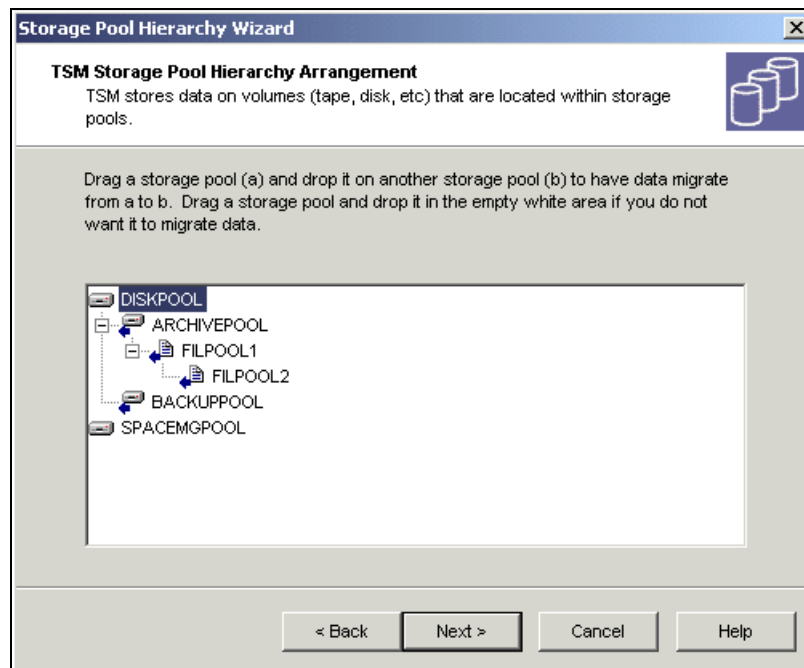 Storage Pool Hierarchy Wizard
TSM Storage Pool Hierarchy Arrangement
TSM stores data on volumes (tape, disk, etc) that are located within storage
pools.
Drag a storage pool (a) and drop it on another storage pool (b) to have data migrate
from a to b. Drag a storage pool and drop it in the empty white area if you do not
want it to migrate data.
DISKPOOL
ARCHIVEPOOL
FILPOOL1
FILPOOL2
BACKUPPOOL
SPACEMGPOOL
< Back Next > Cancel Help